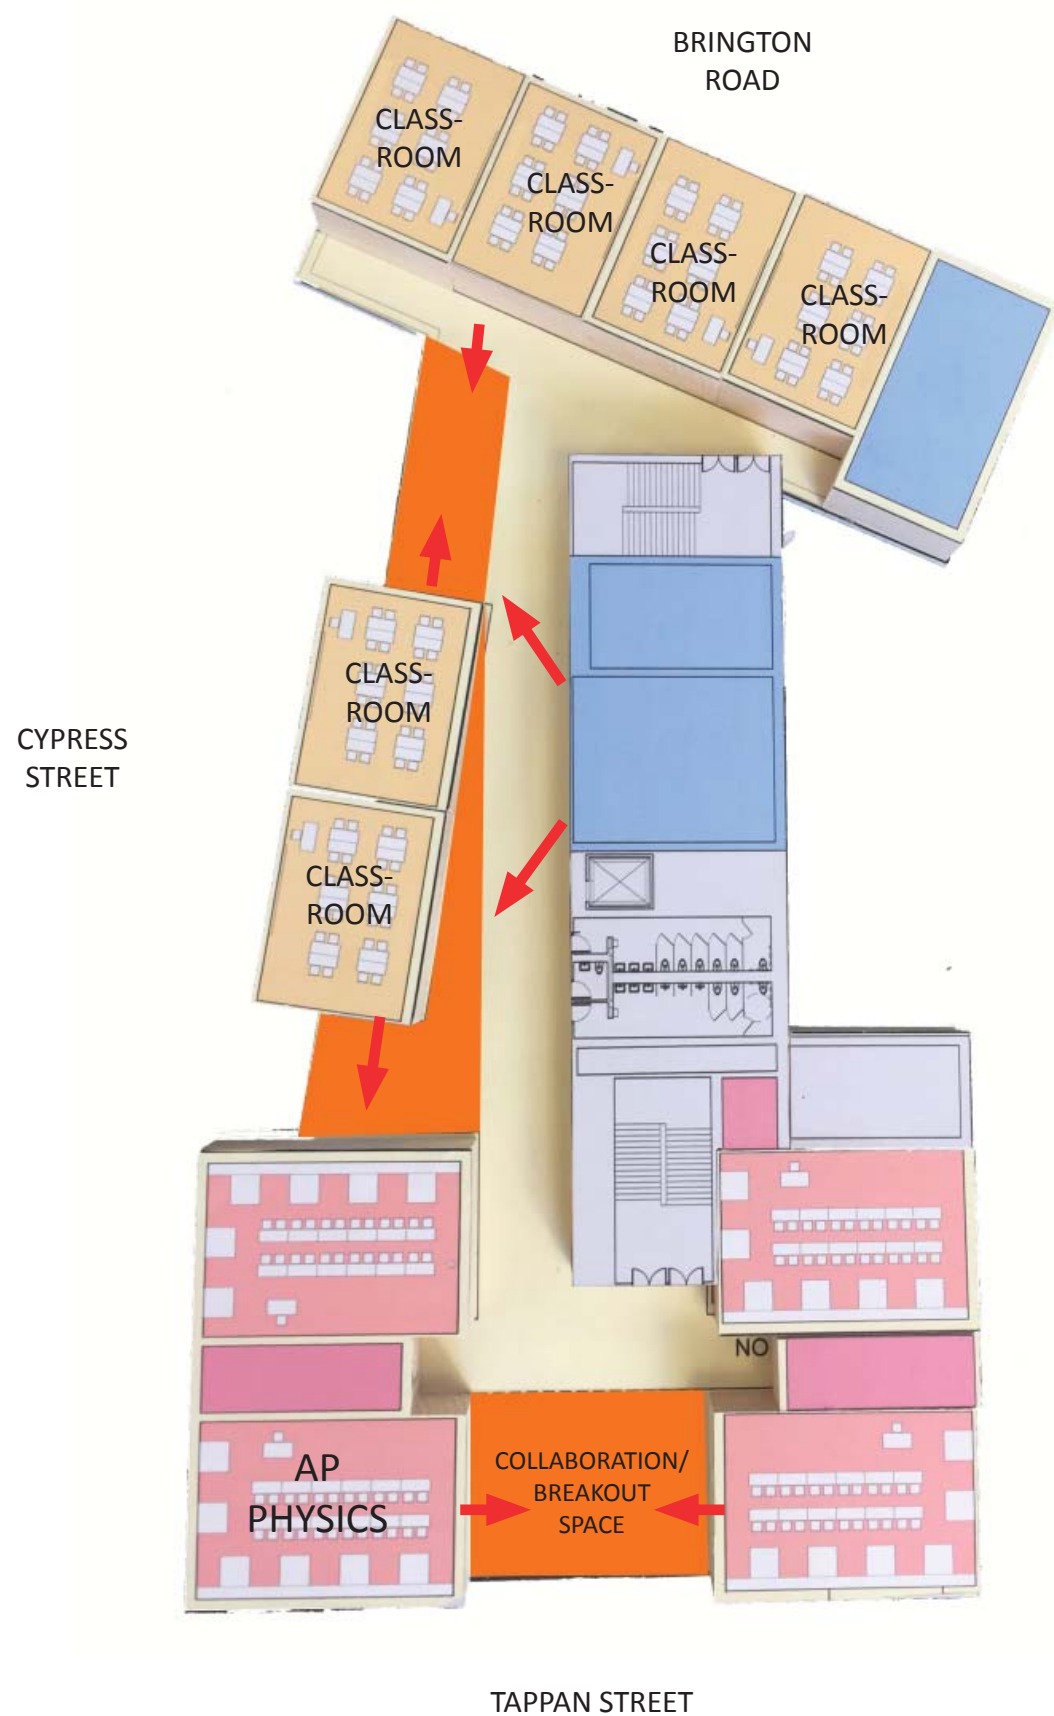 BRINGTON
ROAD
CLASS-
ROOM
CLASS-
ROOM
CLASS-
ROOM
CLASS-
ROOM
CLASS-
ROOM
CYPRESS
STREET
CLASS-
ROOM
NO
AP
PHYSICS
COLLABORATION/
BREAKOUT
SPACE
TAPPAN STREET